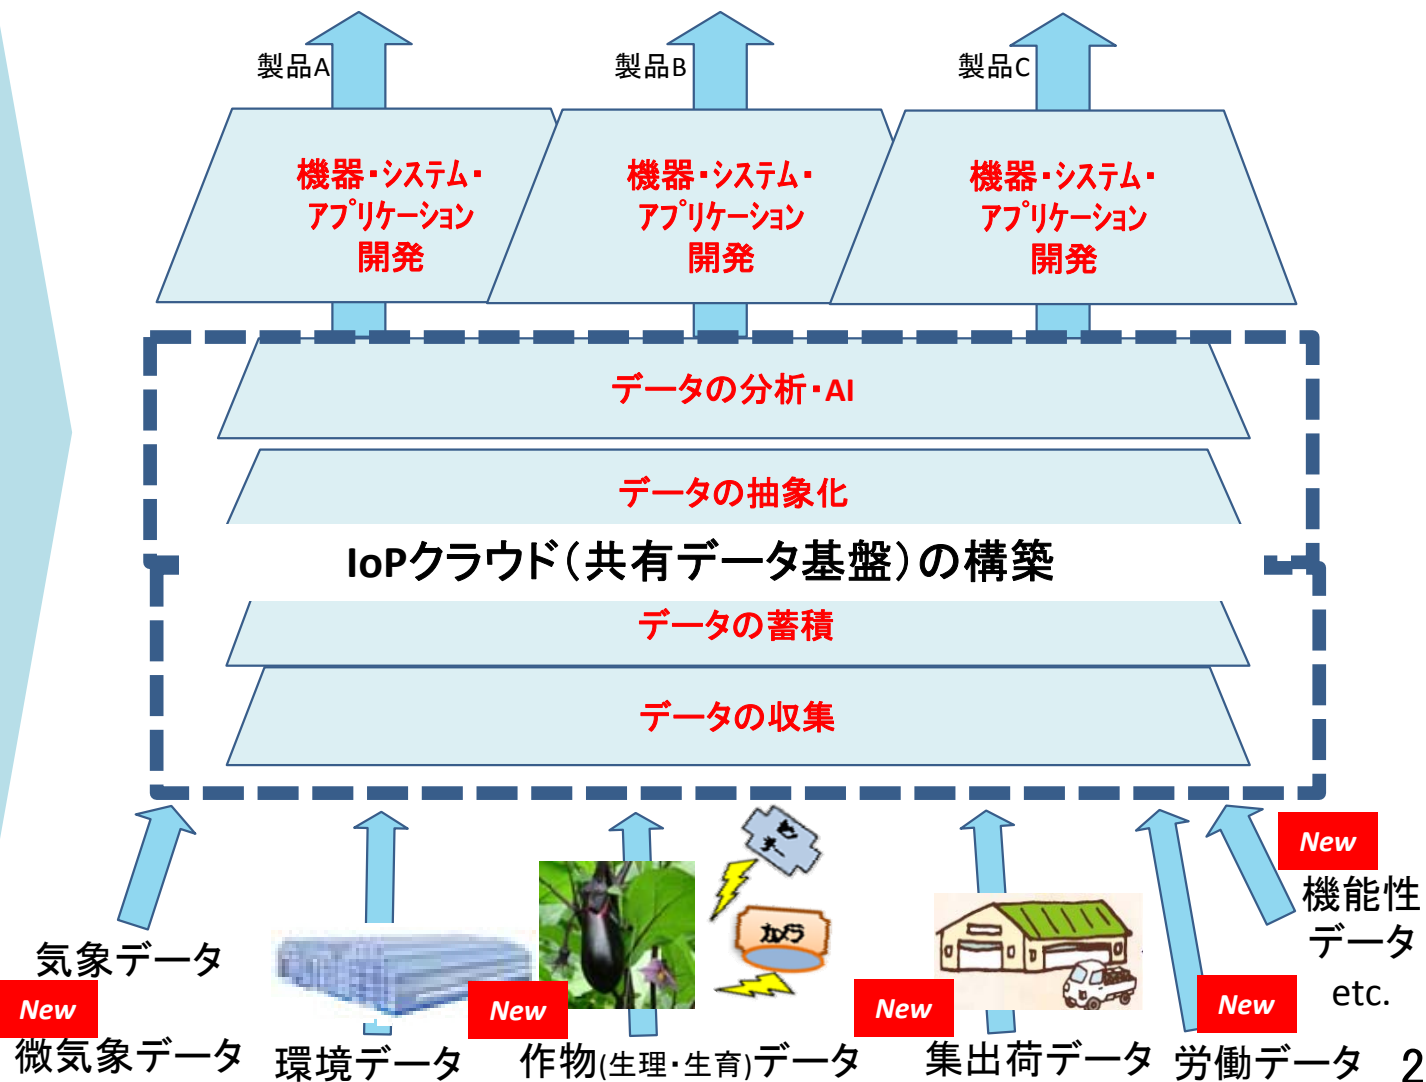 製品A
製品B
製品C
機器・システム・
アプリケーション
開発
機器・システム・
アプリケーション
開発
機器・システム・
アプリケーション
開発
データの分析・AI
データの抽象化
IoPクラウド（共有データ基盤）の構築
データの蓄積
データの収集
センサー
カメラ
New
機能性
データ
etc.
気象データ
New
微気象データ
環境データ
New
作物(生理・生育)データ
New
集出荷データ
New
労働データ
2